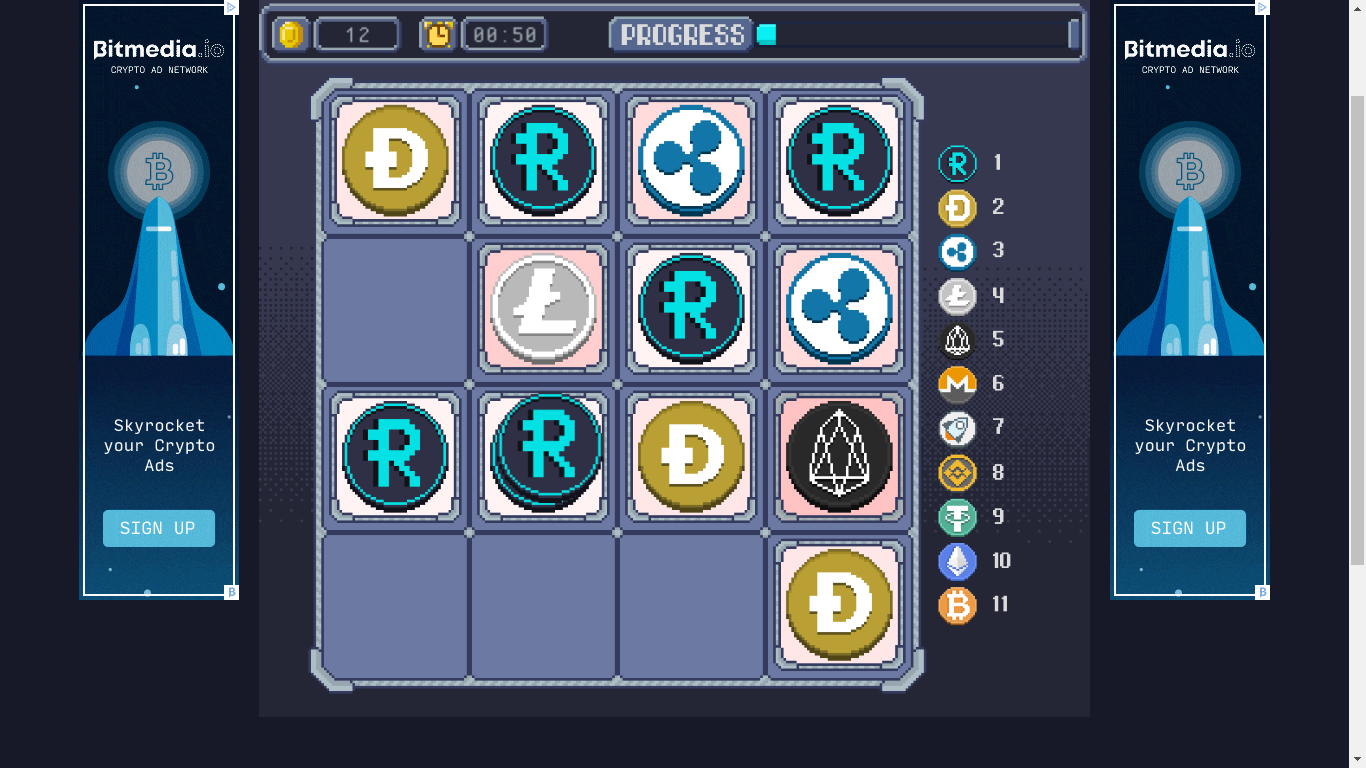 Bitmedia.io
CRYPTO AD NETWORK
Skyrocket
your Crypto
Ads
SIGN UP
12
00:50
PROGRESS
1
2
3
4
5
6
7
8
9
10
11
Bitmedia.io
CRYPTO AD NETWORK
Skyrocket
your Crypto
Ads
SIGN UP